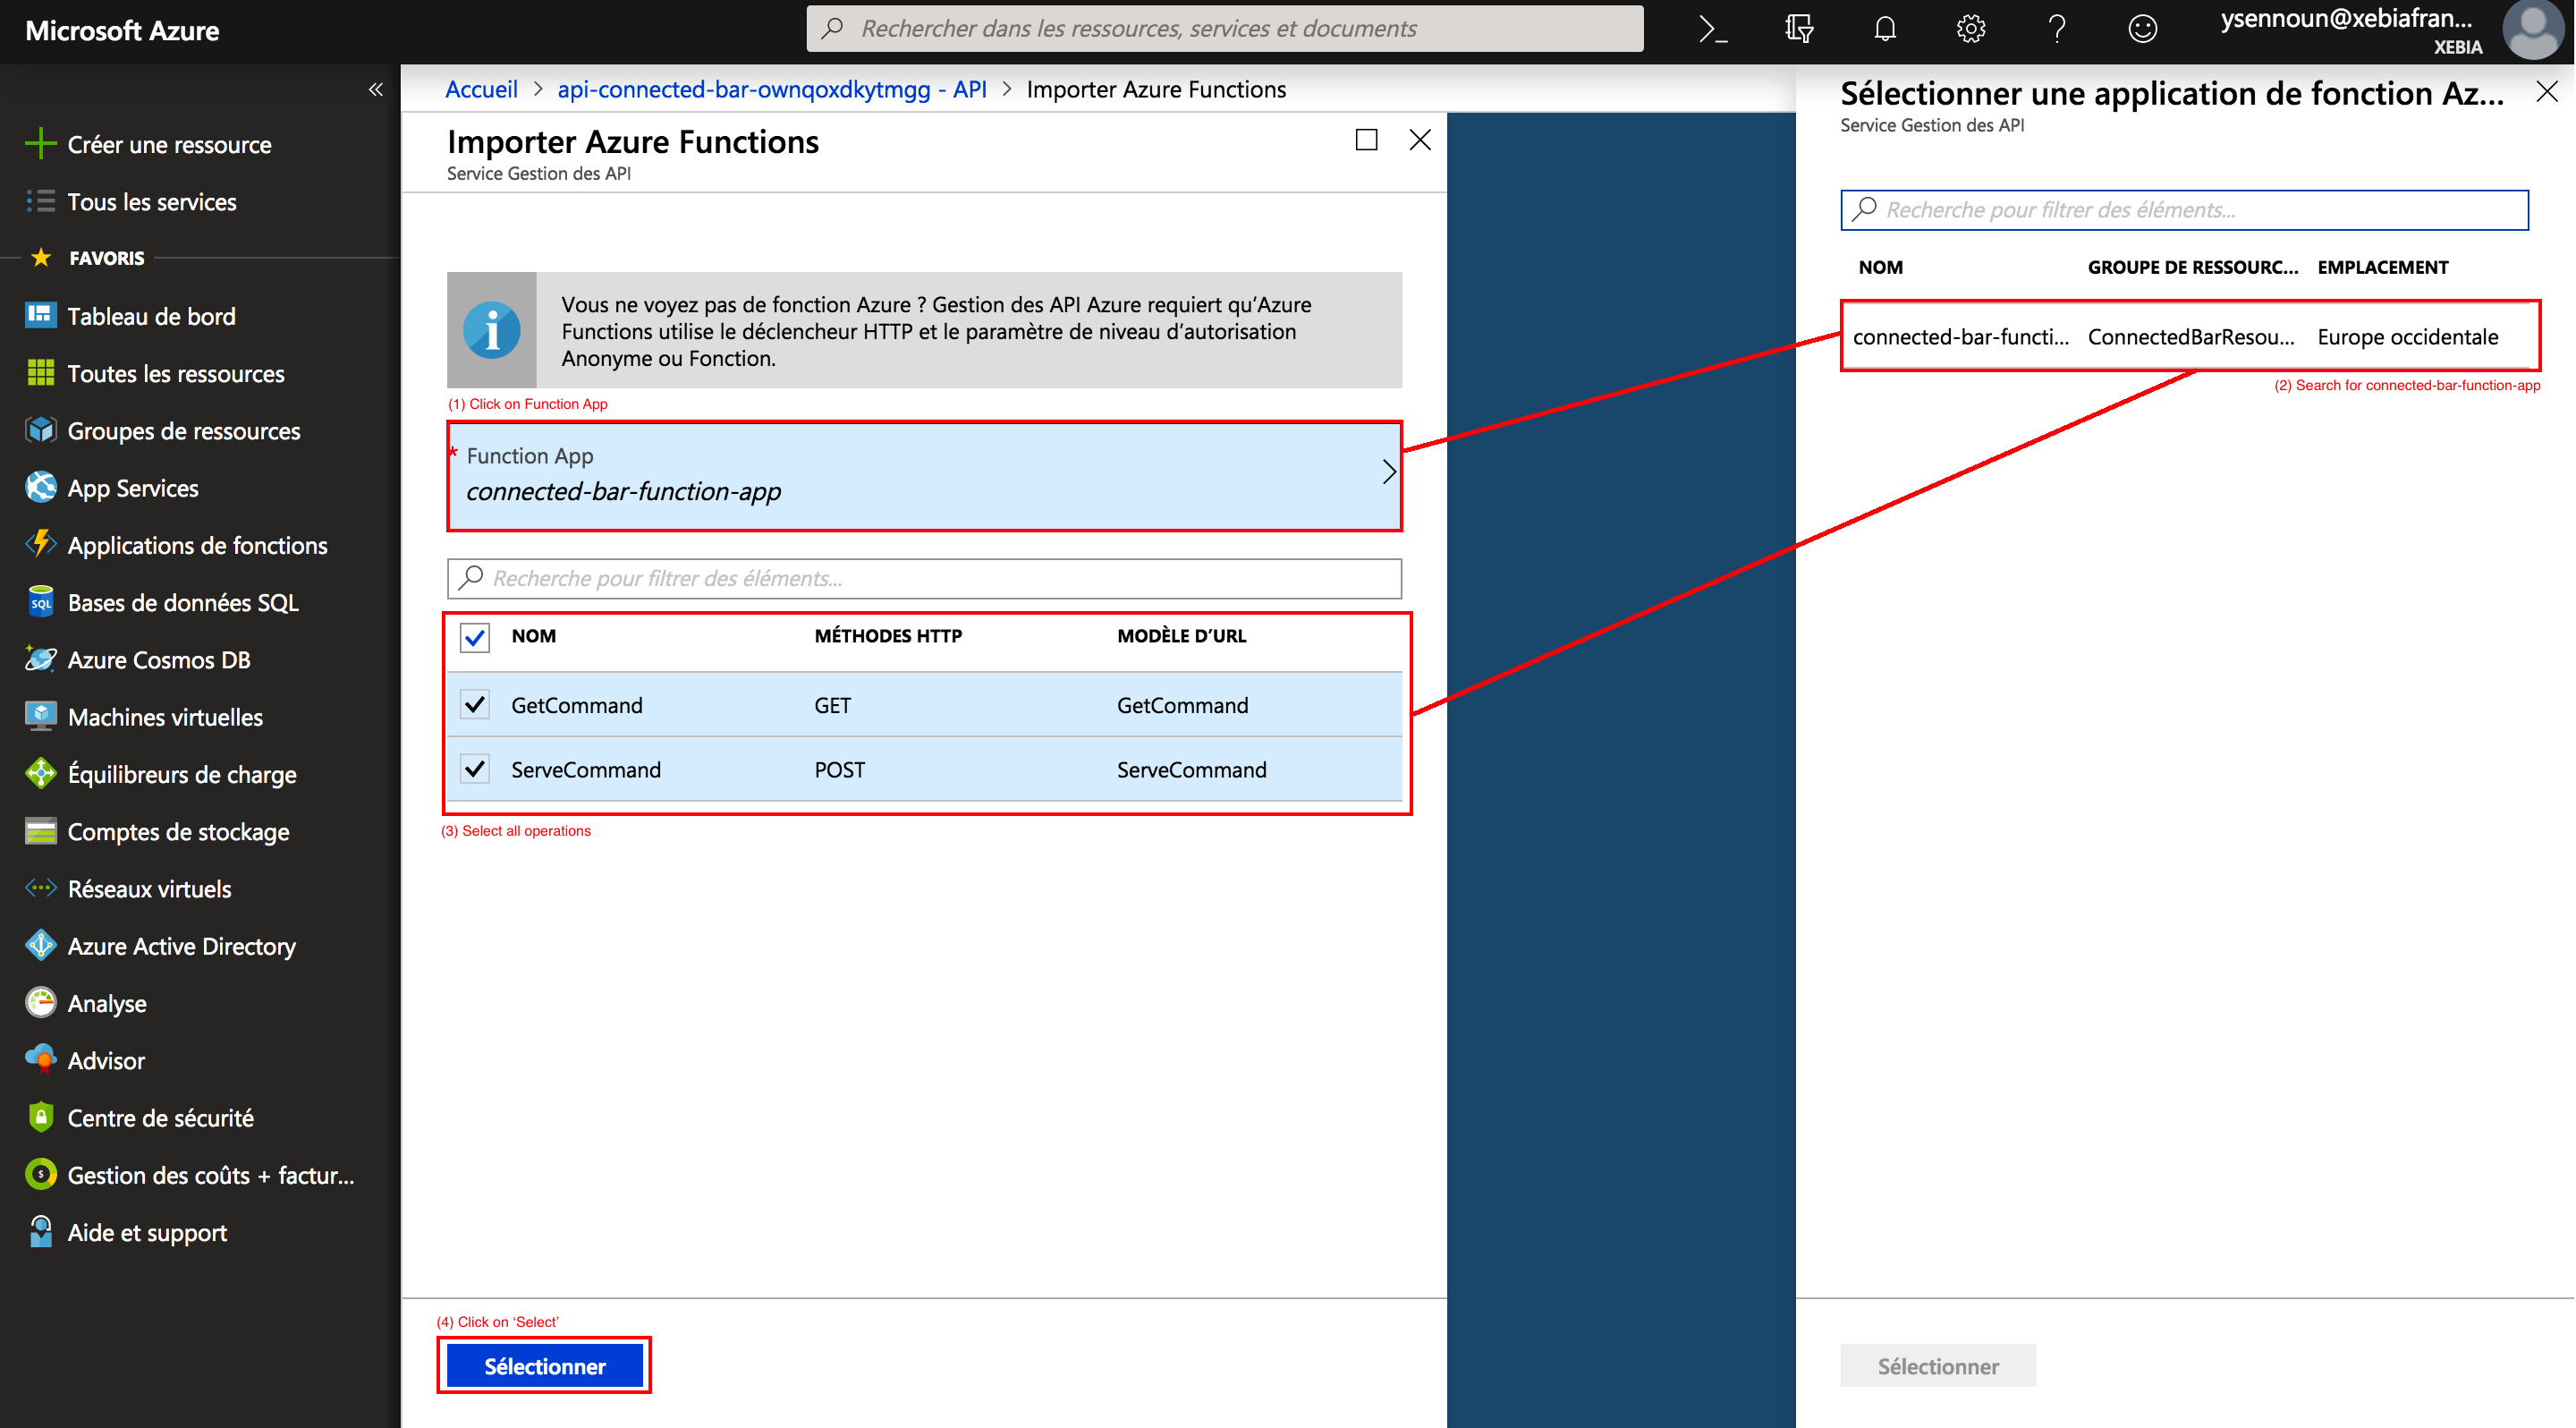 Microsoft Azure
Rechercher dans les ressources, services et documents
ysennoun@xebiafran...
XEBIA
Créer une ressource
Tous les services
FAVORIS
Tableau de bord
Toutes les ressources
Groupes de ressources
App Services
Applications de fonctions
SQL
Bases de données SQL
Azure Cosmos DB
Machines virtuelles
Équilibreurs de charge
Comptes de stockage
Réseaux virtuels
Azure Active Directory
Analyse
Advisor
Centre de sécurité
Gestion des coûts + factur...
Aide et support
Accueil > api-connected-bar-ownqoxdkytmgg - API > Importer Azure Functions
Importer Azure Functions
Service Gestion des API
Vous ne voyez pas de fonction Azure ? Gestion des API Azure requiert qu’Azure
Functions utilise le déclencheur HTTP et le paramètre de niveau d’autorisation
Anonyme ou Fonction.
(1) Click on Function App
* Function App
connected-bar-function-app
Recherche pour filtrer des éléments...
NOM MÉTHODES HTTP MODÈLE D’URL
GetCommand GET GetCommand
ServeCommand POST ServeCommand
(3) Select all operations
(4) Click on ‘Select’
Sélectionner
Sélectionner une application de fonction Az...
Service Gestion des API
Recherche pour filtrer des éléments...
NOM GROUPE DE RESSOURC... EMPLACEMENT
connected-bar-functi... ConnectedBarResou... Europe occidentale
(2) Search for connected-bar-function-app
Sélectionner